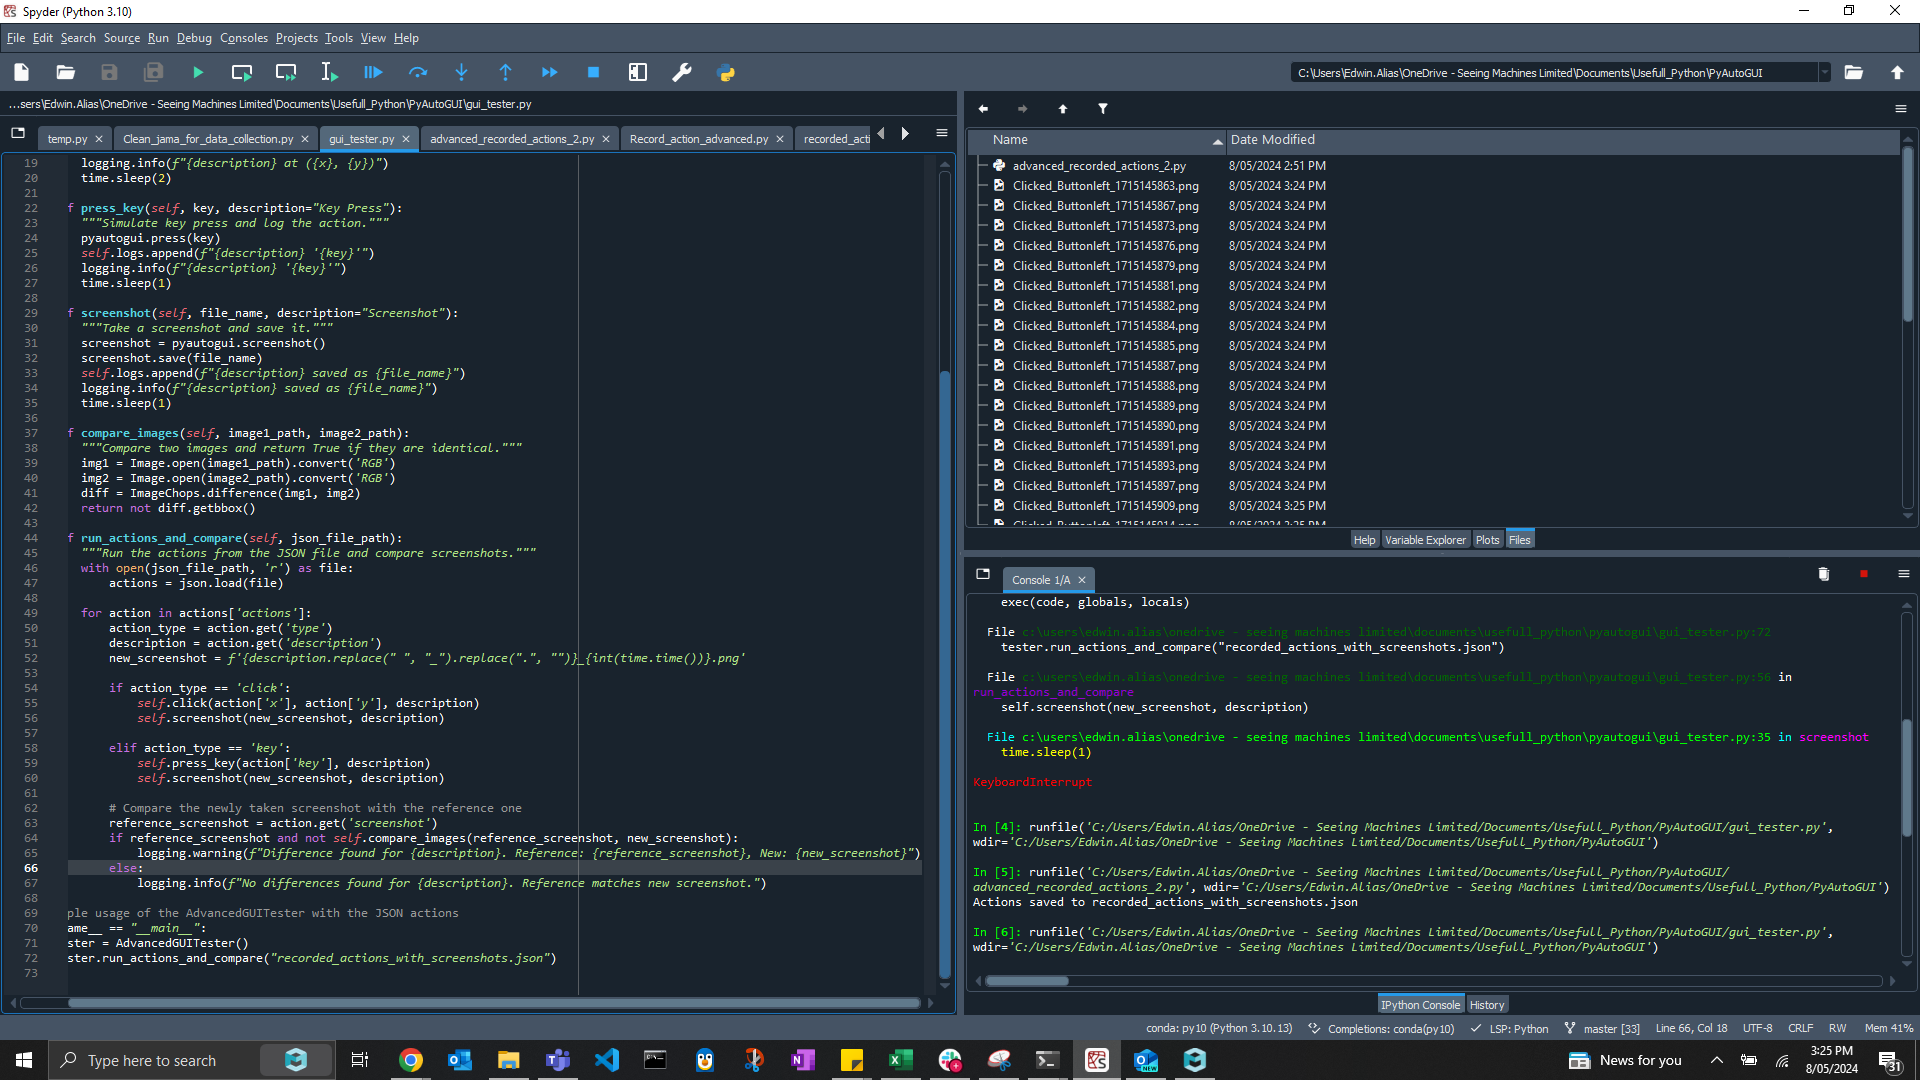 Spyder (Python 3.10)
File Edit Search Source Run Debug Consoles Projects Tools View Help
C:\Users\Edwin.Alias\OneDrive - Seeing Machines Limited\Documents\Usefull_Python\PyAutoGUI
...sers\Edwin.Alias\OneDrive - Seeing Machines Limited\Documents\Usefull_Python\PyAutoGUI\gui_tester.py
temp.py Clean_jama_for_data_collection.py gui_tester.py advanced_recorded_actions_2.py Record_action_advanced.py recorded_acti
19 logging.info(f"{description} at ({x}, {y})")
20 time.sleep(2)
21
22 f press_key(self, key, description="Key Press"):
23 """Simulate key press and log the action."""
24 pyautogui.press(key)
25 self.logs.append(f"{description} '{key}'")
26 logging.info(f"{description} '{key}'")
27 time.sleep(1)
28
29 f screenshot(self, file_name, description="Screenshot"):
30 """Take a screenshot and save it."""
31 screenshot = pyautogui.screenshot()
32 screenshot.save(file_name)
33 self.logs.append(f"{description} saved as {file_name}")
34 logging.info(f"{description} saved as {file_name}")
35 time.sleep(1)
36
37 f compare_images(self, image1_path, image2_path):
38 """Compare two images and return True if they are identical."""
39 img1 = Image.open(image1_path).convert('RGB')
40 img2 = Image.open(image2_path).convert('RGB')
41 diff = ImageChops.difference(img1, img2)
42 return not diff.getbbox()
43
44 f run_actions_and_compare(self, json_file_path):
45 """Run the actions from the JSON file and compare screenshots."""
46 with open(json_file_path, 'r') as file:
47 actions = json.load(file)
48
49 for action in actions['actions']:
50 action_type = action.get('type')
51 description = action.get('description')
52 new_screenshot = f'{description.replace(" ", "_").replace(".", "")}_{int(time.time())}.png'
53
54 if action_type == 'click':
55 self.click(action['x'], action['y'], description)
56 self.screenshot(new_screenshot, description)
57
58 elif action_type == 'key':
59 self.press_key(action['key'], description)
60 self.screenshot(new_screenshot, description)
61
62 # Compare the newly taken screenshot with the reference one
63 reference_screenshot = action.get('screenshot')
64 if reference_screenshot and not self.compare_images(reference_screenshot, new_screenshot):
65 logging.warning(f"Difference found for {description}. Reference: {reference_screenshot}, New: {new_screenshot}")
66 else:
67 logging.info(f"No differences found for {description}. Reference matches new screenshot.")
68
69 ple usage of the AdvancedGUITester with the JSON actions
70 ame__ == "__main__":
71 ster = AdvancedGUITester()
72 ster.run_actions_and_compare("recorded_actions_with_screenshots.json")
73
Name Date Modified
advanced_recorded_actions_2.py 8/05/2024 2:51 PM
Clicked_Buttonleft_1715145863.png 8/05/2024 3:24 PM
Clicked_Buttonleft_1715145867.png 8/05/2024 3:24 PM
Clicked_Buttonleft_1715145873.png 8/05/2024 3:24 PM
Clicked_Buttonleft_1715145876.png 8/05/2024 3:24 PM
Clicked_Buttonleft_1715145879.png 8/05/2024 3:24 PM
Clicked_Buttonleft_1715145881.png 8/05/2024 3:24 PM
Clicked_Buttonleft_1715145882.png 8/05/2024 3:24 PM
Clicked_Buttonleft_1715145884.png 8/05/2024 3:24 PM
Clicked_Buttonleft_1715145885.png 8/05/2024 3:24 PM
Clicked_Buttonleft_1715145887.png 8/05/2024 3:24 PM
Clicked_Buttonleft_1715145888.png 8/05/2024 3:24 PM
Clicked_Buttonleft_1715145889.png 8/05/2024 3:24 PM
Clicked_Buttonleft_1715145890.png 8/05/2024 3:24 PM
Clicked_Buttonleft_1715145891.png 8/05/2024 3:24 PM
Clicked_Buttonleft_1715145893.png 8/05/2024 3:24 PM
Clicked_Buttonleft_1715145897.png 8/05/2024 3:24 PM
Clicked_Buttonleft_1715145909.png 8/05/2024 3:25 PM
Clicked_Buttonleft_1715145914.png 8/05/2024 3:25 PM
Help Variable Explorer Plots Files
Console 1/A
exec(code, globals, locals)
File c:\users\edwin.alias\onedrive - seeing machines limited\documents\usefull_python\pyautogui\gui_tester.py:72
tester.run_actions_and_compare("recorded_actions_with_screenshots.json")
File c:\users\edwin.alias\onedrive - seeing machines limited\documents\usefull_python\pyautogui\gui_tester.py:56 in
run_actions_and_compare
self.screenshot(new_screenshot, description)
File c:\users\edwin.alias\onedrive - seeing machines limited\documents\usefull_python\pyautogui\gui_tester.py:35 in screenshot
time.sleep(1)
KeyboardInterrupt
In [4]: runfile('C:/Users/Edwin.Alias/OneDrive - Seeing Machines Limited/Documents/Usefull_Python/PyAutoGUI/gui_tester.py',
wdir='C:/Users/Edwin.Alias/OneDrive - Seeing Machines Limited/Documents/Usefull_Python/PyAutoGUI')
In [5]: runfile('C:/Users/Edwin.Alias/OneDrive - Seeing Machines Limited/Documents/Usefull_Python/PyAutoGUI/
advanced_recorded_actions_2.py', wdir='C:/Users/Edwin.Alias/OneDrive - Seeing Machines Limited/Documents/Usefull_Python/PyAutoGUI')
Actions saved to recorded_actions_with_screenshots.json
In [6]: runfile('C:/Users/Edwin.Alias/OneDrive - Seeing Machines Limited/Documents/Usefull_Python/PyAutoGUI/gui_tester.py',
wdir='C:/Users/Edwin.Alias/OneDrive - Seeing Machines Limited/Documents/Usefull_Python/PyAutoGUI')
IPython Console History
conda: py10 (Python 3.10.13) Completions: conda(py10) LSP: Python master [33] Line 66, Col 18 UTF-8 CRLF RW Mem 41%
Type here to search
News for you
3:25 PM
8/05/2024
31